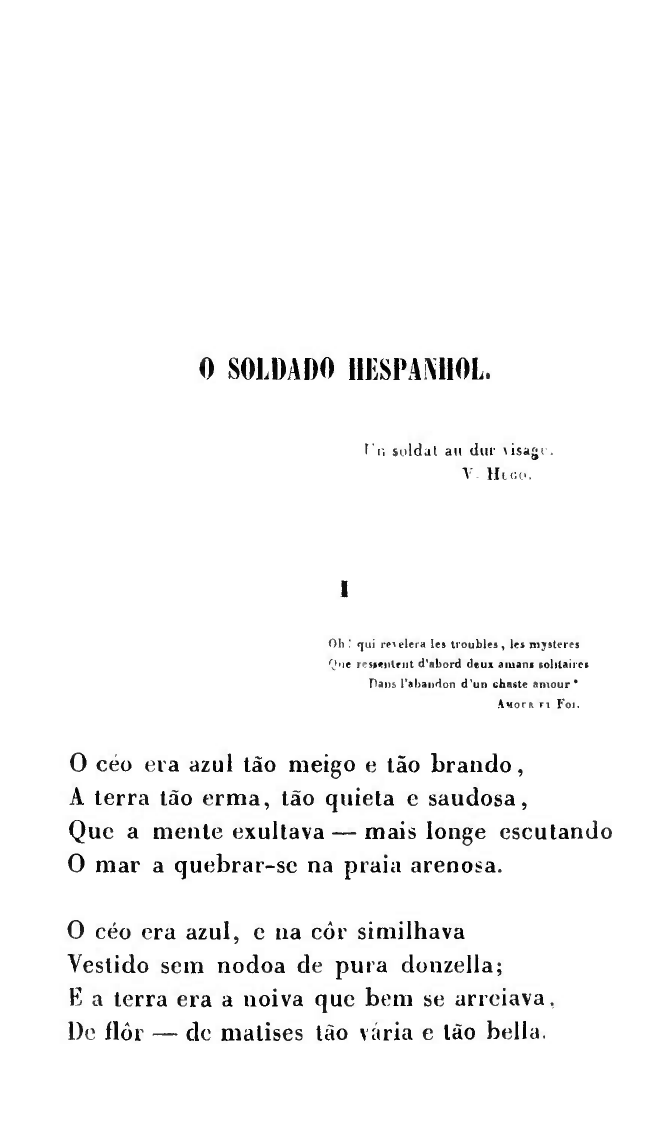 O SOLDADO HESPANHOL.
Un soldat au dur visage.
V. HUGO.
I
Oh! qui revelera les troubles, les mysteres
Que ressentent d'abord deux amans solitaires
Dans l'abandon d'un chaste amour*
AMOUR ET FOI.
O céo era azul tão meigo e tão brando,
A terra tão erma, tão quieta e saudosa,
Que a mente exultava — mais longe escutando
O mar a quebrar-se na praia arenosa.
O céo era azul, e na côr similhava
Vestido sem nodoa de pura donzella;
E a terra era a noiva que bem se arreiava,
De flôr — de matises tão vária e tão bella.